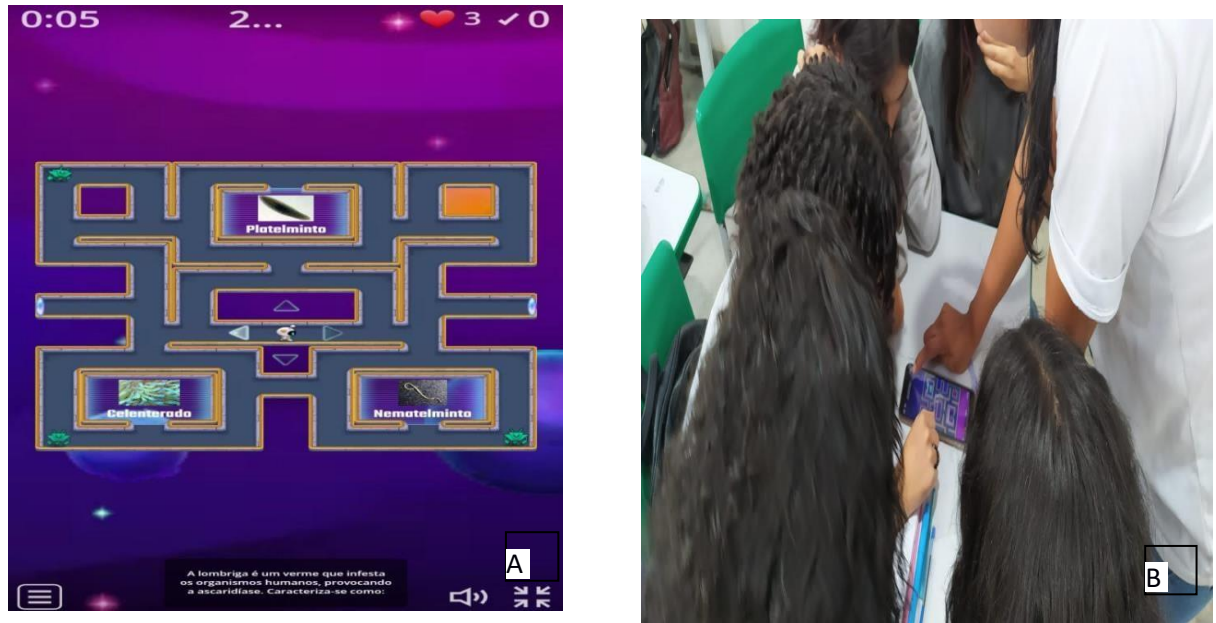 0:05 2... 3 0
Platelminto
Celenterado
Nematelminto
A lombriga é um verme que infesta
os organismos humanos, provocando
a ascaridíase. Caracteriza-se como:
A
B